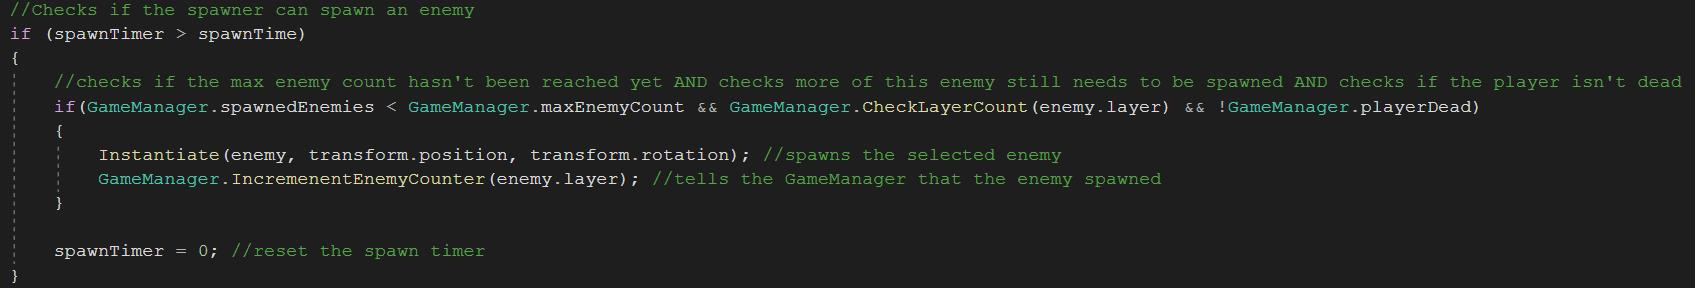 //Checks if the spawner can spawn an enemy
if (spawnTimer > spawnTime)
{
//checks if the max enemy count hasn't been reached yet AND checks more of this enemy still needs to be spawned AND checks if the player isn't dead
if(GameManager.spawnedEnemies < GameManager.maxEnemyCount && GameManager.CheckLayerCount(enemy.layer) && !GameManager.playerDead)
{
Instantiate(enemy, transform.position, transform.rotation); //spawns the selected enemy
GameManager.IncremenentEnemyCounter(enemy.layer); //tells the GameManager that the enemy spawned
}
spawnTimer = 0; //reset the spawn timer
}